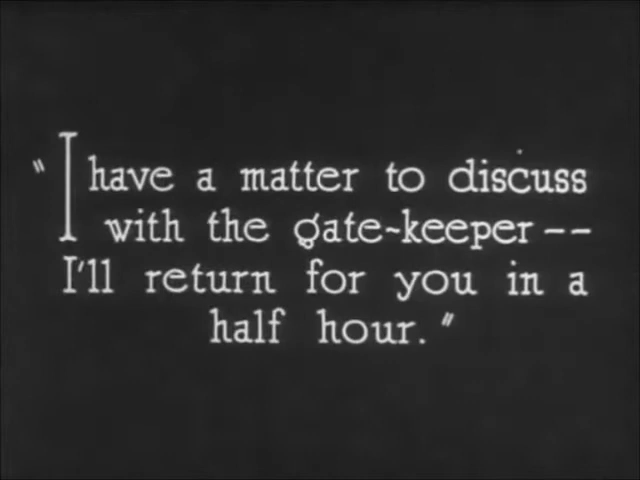 "I have a matter to discuss
with the gate-keeper--
I'll return for you in a
half hour."